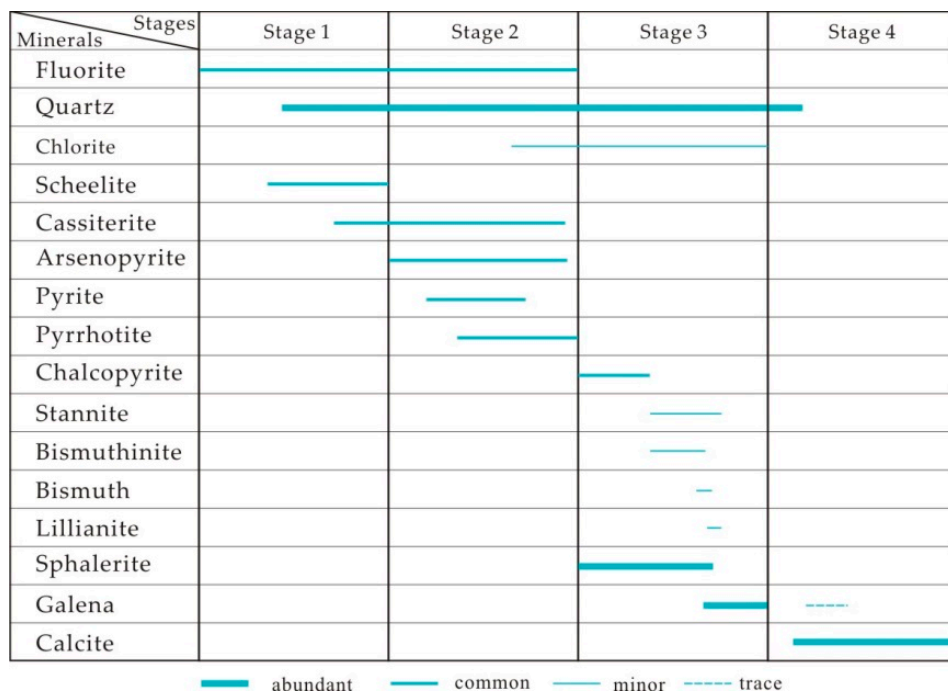 Stages
Minerals
Stage 1 Stage 2 Stage 3 Stage 4
Fluorite
Quartz
Chlorite
Scheelite
Cassiterite
Arsenopyrite
Pyrite
Pyrrhotite
Chalcopyrite
Stannite
Bismuthinite
Bismuth
Lillianite
Sphalerite
Galena
Calcite
abundant common minor trace